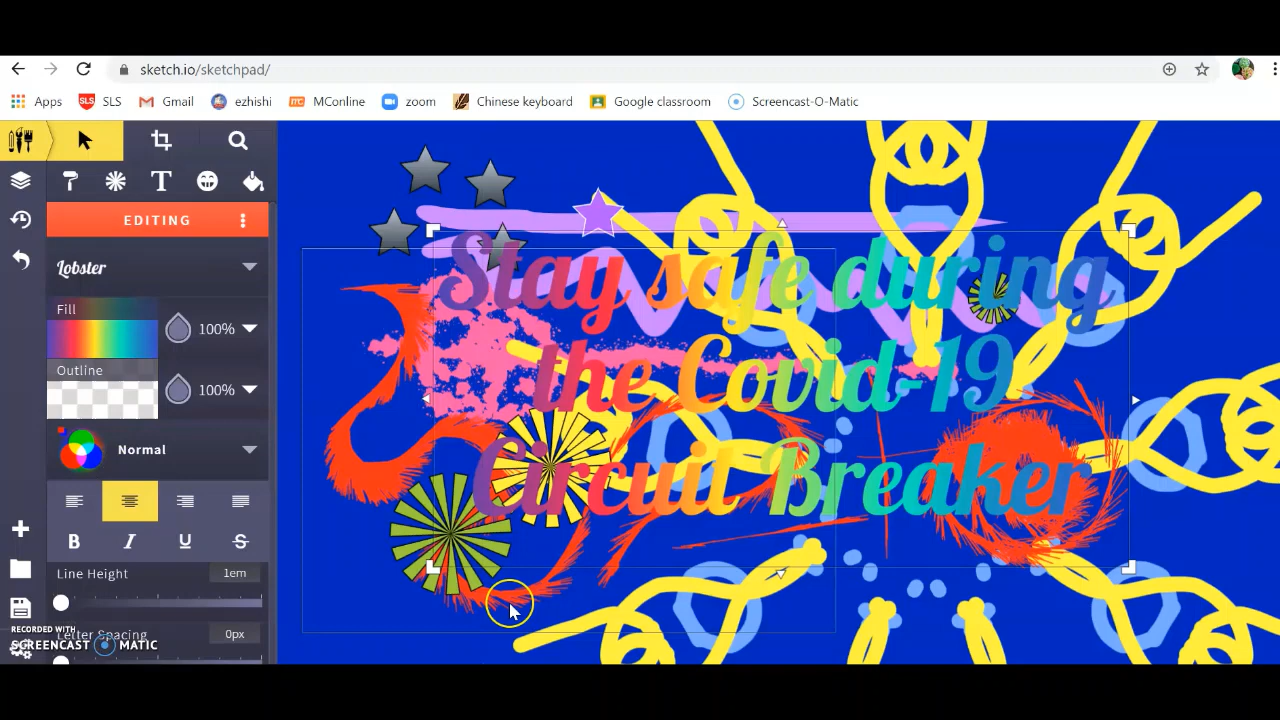 sketch.io/sketchpad/
Apps SLS Gmail ezhishi MConline zoom Chinese keyboard Google classroom Screencast-O-Matic
EDITING
Lobster
Fill
100%
Outline
100%
Normal
B I U S
Line Height 1em
Letter Spacing 0px
RECORDED WITH
SCREENCAST MATIC
Stay safe during
the Covid-19
Circuit Breaker